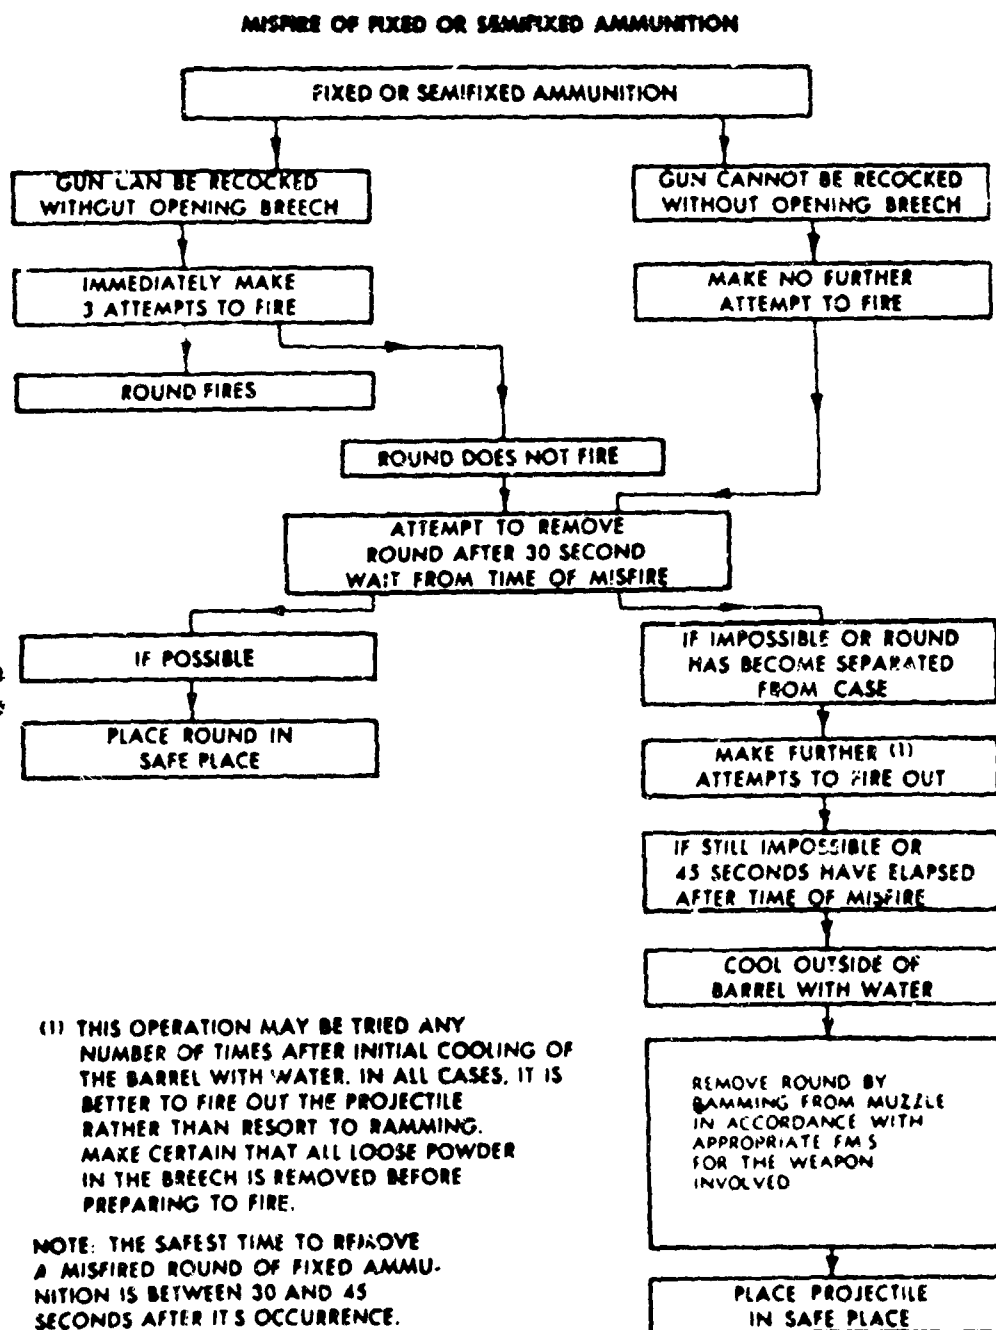 MISFIRE OF FIXED OR SEMIFIXED AMMUNITION
FIXED OR SEMIFIXED AMMUNITION
GUN CAN BE RECOCKED
WITHOUT OPENING BREECH
GUN CANNOT BE RECOCKED
WITHOUT OPENING BREECH
IMMEDIATELY MAKE
3 ATTEMPTS TO FIRE
MAKE NO FURTHER
ATTEMPT TO FIRE
ROUND FIRES
ROUND DOES NOT FIRE
ATTEMPT TO REMOVE
ROUND AFTER 30 SECOND
WAIT FROM TIME OF MISFIRE
IF POSSIBLE
IF IMPOSSIBLE OR ROUND
HAS BECOME SEPARATED
FROM CASE
PLACE ROUND IN
SAFE PLACE
MAKE FURTHER (1)
ATTEMPTS TO FIRE OUT
IF STILL IMPOSSIBLE OR
45 SECONDS HAVE ELAPSED
AFTER TIME OF MISFIRE
COOL OUTSIDE OF
BARREL WITH WATER
REMOVE ROUND BY
RAMMING FROM MUZZLE
IN ACCORDANCE WITH
APPROPRIATE FM S
FOR THE WEAPON
INVOLVED
PLACE PROJECTILE
IN SAFE PLACE
(1) THIS OPERATION MAY BE TRIED ANY
NUMBER OF TIMES AFTER INITIAL COOLING OF
THE BARREL WITH WATER. IN ALL CASES, IT IS
BETTER TO FIRE OUT THE PROJECTILE
RATHER THAN RESORT TO RAMMING.
MAKE CERTAIN THAT ALL LOOSE POWDER
IN THE BREECH IS REMOVED BEFORE
PREPARING TO FIRE.
NOTE: THE SAFEST TIME TO REMOVE
A MISFIRED ROUND OF FIXED AMMU-
NITION IS BETWEEN 30 AND 45
SECONDS AFTER IT S OCCURRENCE.